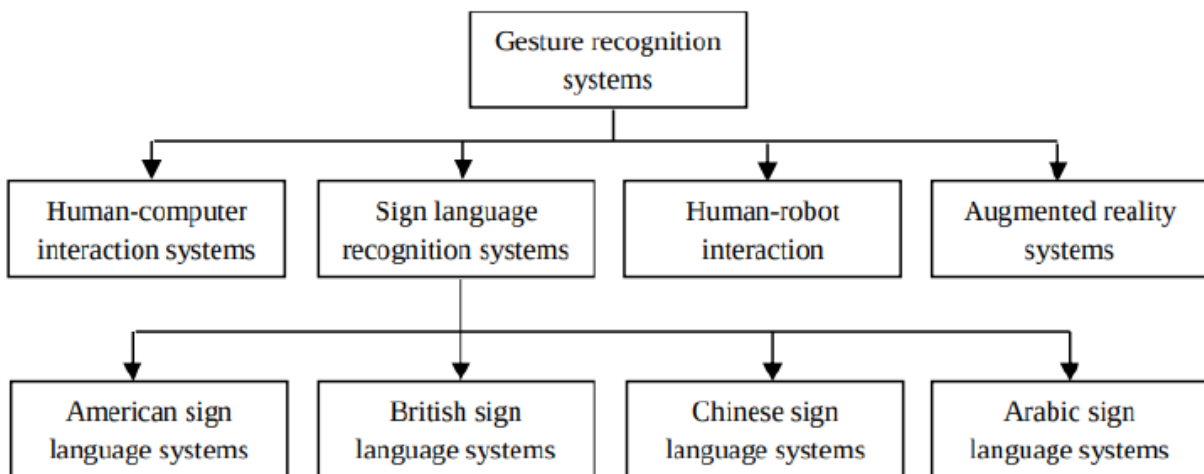 Gesture recognition
systems
Human-computer
interaction systems
Sign language
recognition systems
Human-robot
interaction
Augmented reality
systems
American sign
language systems
British sign
language systems
Chinese sign
language systems
Arabic sign
language systems